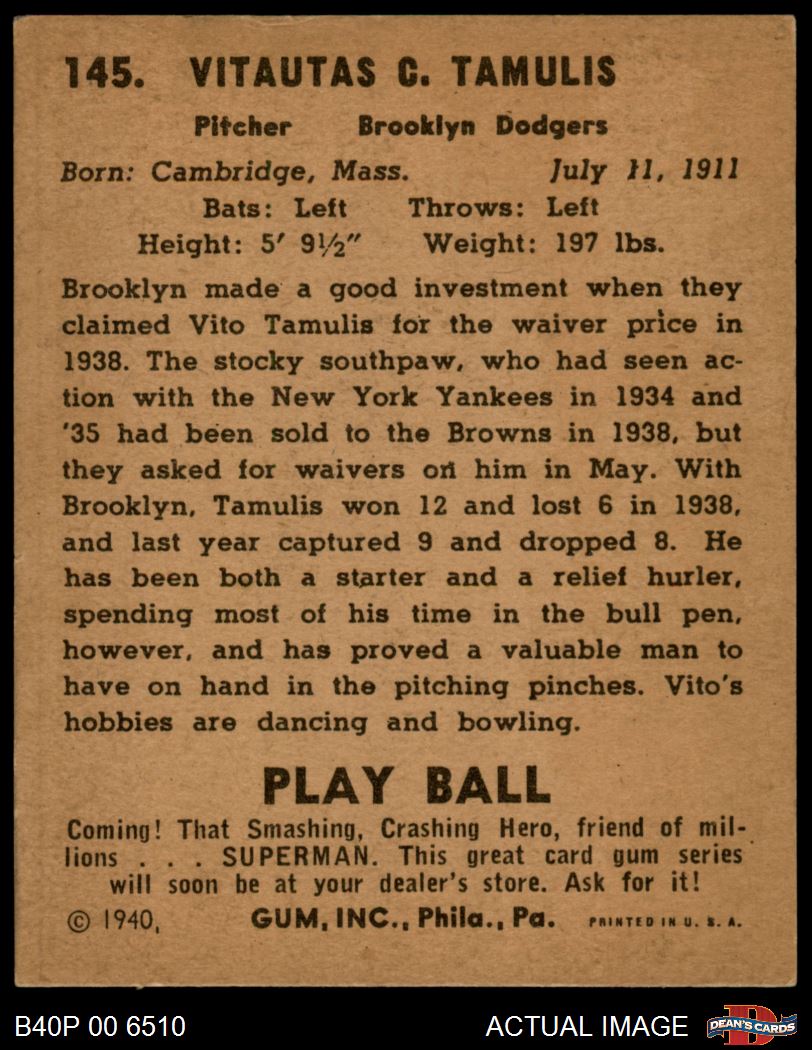 145. VITAUTAS C. TAMULIS
Pitcher Brooklyn Dodgers
Born: Cambridge, Mass. July 11, 1911
Bats: Left Throws: Left
Height: 5' 9½" Weight: 197 lbs.
Brooklyn made a good investment when they
claimed Vito Tamulis for the waiver price in
1938. The stocky southpaw, who had seen ac-
tion with the New York Yankees in 1934 and
'35 had been sold to the Browns in 1938, but
they asked for waivers on him in May. With
Brooklyn, Tamulis won 12 and lost 6 in 1938,
and last year captured 9 and dropped 8. He
has been both a starter and a relief hurler,
spending most of his time in the bull pen,
however, and has proved a valuable man to
have on hand in the pitching pinches. Vito's
hobbies are dancing and bowling.
PLAY BALL
Coming! That Smashing, Crashing Hero, friend of mil-
lions . . . SUPERMAN. This great card gum series
will soon be at your dealer's store. Ask for it!
© 1940, GUM, INC., Phila., Pa. PRINTED IN U. S. A.
B40P 00 6510 ACTUAL IMAGE D DEAN'S CARDS